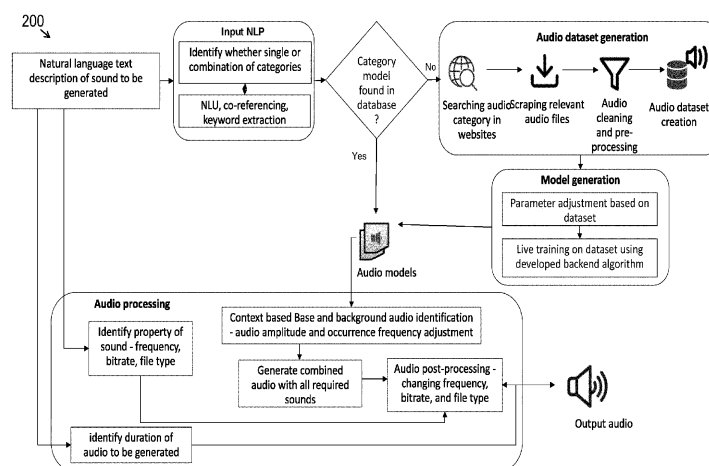 200
Natural language text
description of sound to be
generated
Input NLP
Identify whether single or
combination of categories
NLU, co-referencing,
keyword extraction
Category
model
found in
database
?
No
Yes
Audio dataset generation
Searching audio
category in
websites
Scraping relevant
audio files
Audio
cleaning
and pre-
processing
Audio dataset
creation
Model generation
Parameter adjustment based on
dataset
Live training on dataset using
developed backend algorithm
Audio models
Audio processing
Context based Base and background audio identification
- audio amplitude and occurrence frequency adjustment
Identify property of
sound - frequency,
bitrate, file type
Generate combined
audio with all required
sounds
Audio post-processing -
changing frequency,
bitrate, and file type
identify duration of
audio to be generated
Output audio